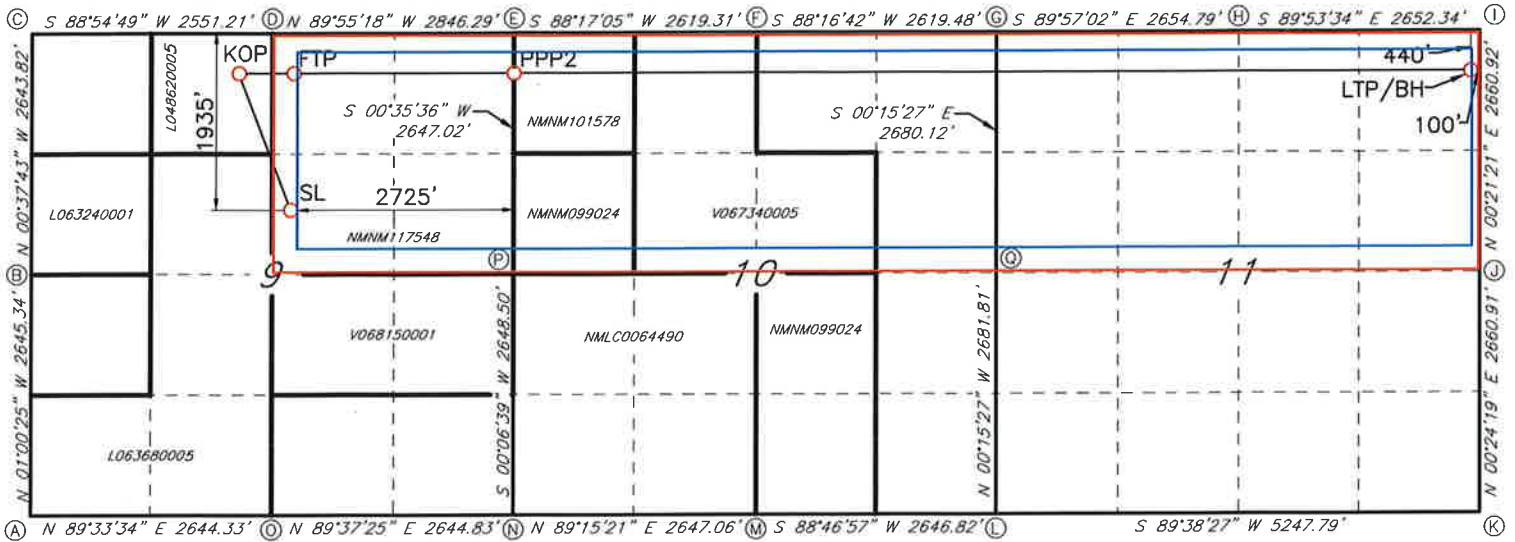 C S 88°54'49" W 2551.21' D N 89°55'18" W 2846.29' E S 88°17'05" W 2619.31' F S 88°16'42" W 2619.48' G S 89°57'02" E 2654.79' H S 89°53'34" E 2652.34' I
KOP FTP PPP2 440'
LTP/BH
100'
L048620005
1935'
S 00°35'36" W
2647.02'
NMNM101578
S 00°15'27" E
2680.12'
N 00°37'43" W 2643.82'
N 00°21'21" E 2660.92'
SL
2725'
L063240001
NMNM099024
V067340005
NMNM117548
P Q
B 9 10 11 J
V068150001
NMLC0064490
NMNM099024
N 01°00'25" W 2645.34'
S 00°06'39" W 2648.50'
N 00°15'27" W 2681.81'
N 00°24'19" E 2660.91'
L063680005
A N 89°33'34" E 2644.33' O N 89°37'25" E 2644.83' N N 89°15'21" E 2647.06' M S 88°46'57" W 2646.82' L S 89°38'27" W 5247.79' K